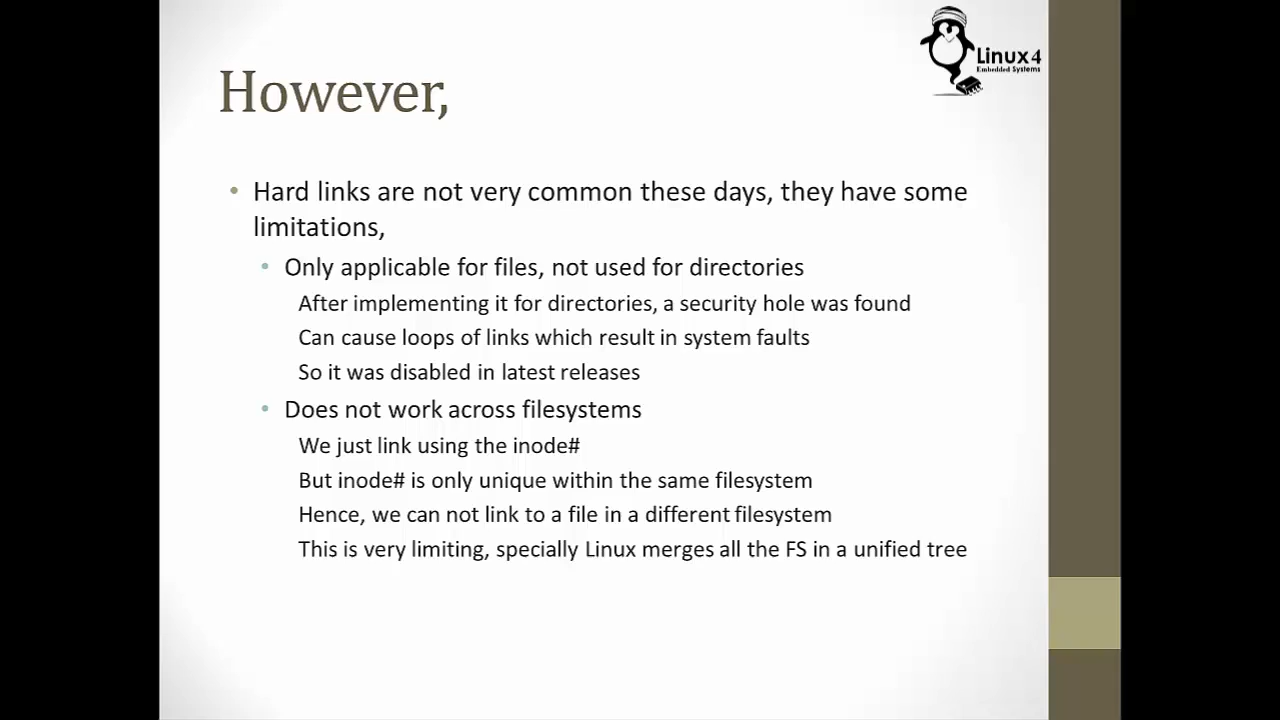 Linux4
Embedded Systems
However,
• Hard links are not very common these days, they have some
limitations,
• Only applicable for files, not used for directories
After implementing it for directories, a security hole was found
Can cause loops of links which result in system faults
So it was disabled in latest releases
• Does not work across filesystems
We just link using the inode#
But inode# is only unique within the same filesystem
Hence, we can not link to a file in a different filesystem
This is very limiting, specially Linux merges all the FS in a unified tree